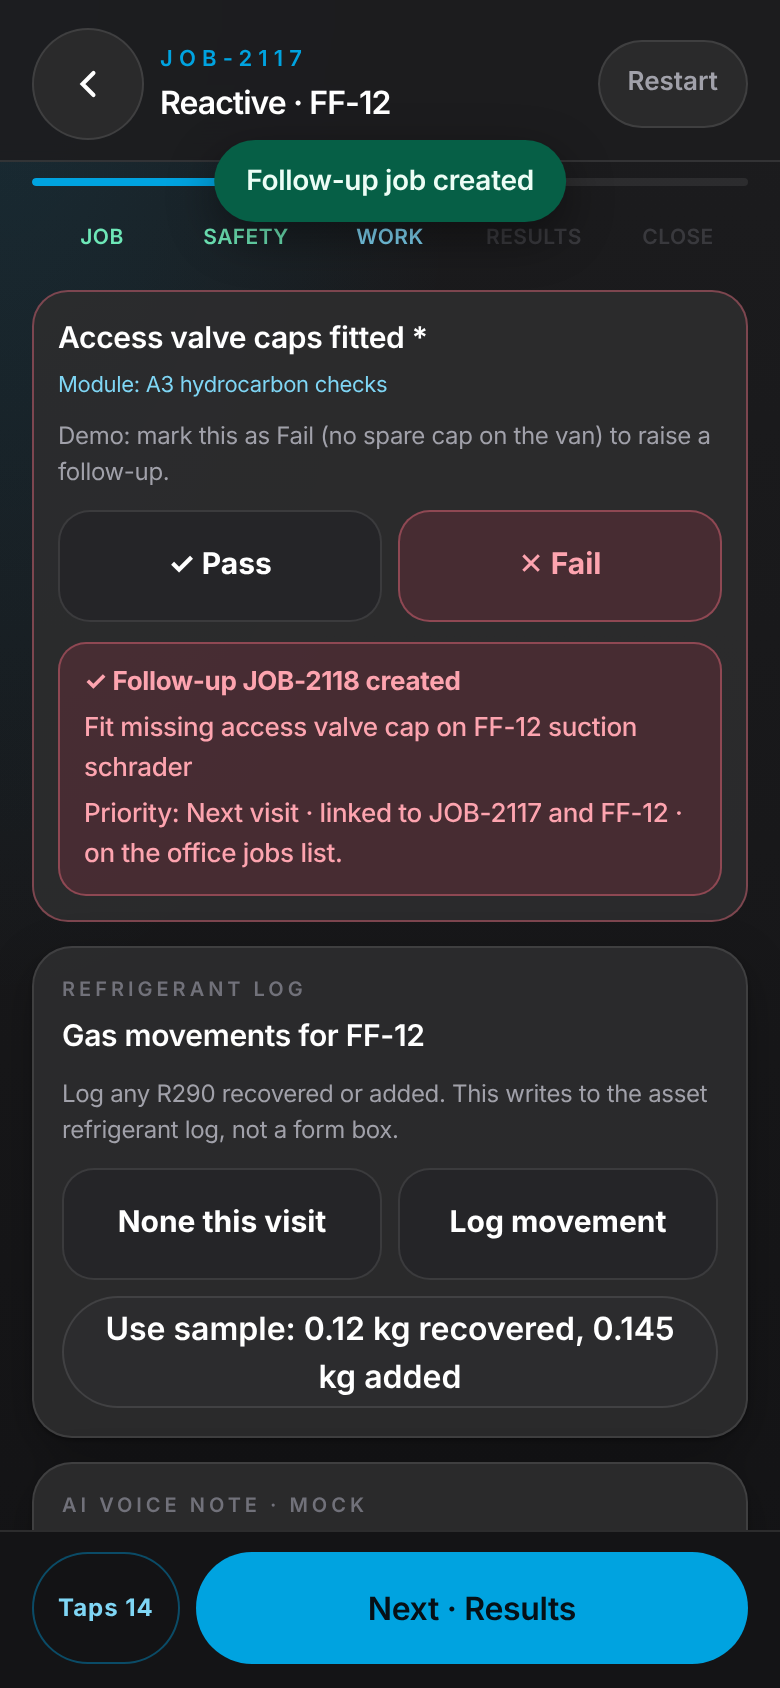 JOB-2117
Reactive · FF-12
Restart
Follow-up job created
JOB
SAFETY
WORK
RESULTS
CLOSE
Access valve caps fitted *
Module: A3 hydrocarbon checks
Demo: mark this as Fail (no spare cap on the van) to raise a
follow-up.
✓ Pass
✕ Fail
✓ Follow-up JOB-2118 created
Fit missing access valve cap on FF-12 suction
schrader
Priority: Next visit · linked to JOB-2117 and FF-12 ·
on the office jobs list.
REFRIGERANT LOG
Gas movements for FF-12
Log any R290 recovered or added. This writes to the asset
refrigerant log, not a form box.
None this visit
Log movement
Use sample: 0.12 kg recovered, 0.145
kg added
AI VOICE NOTE · MOCK
Taps 14
Next · Results